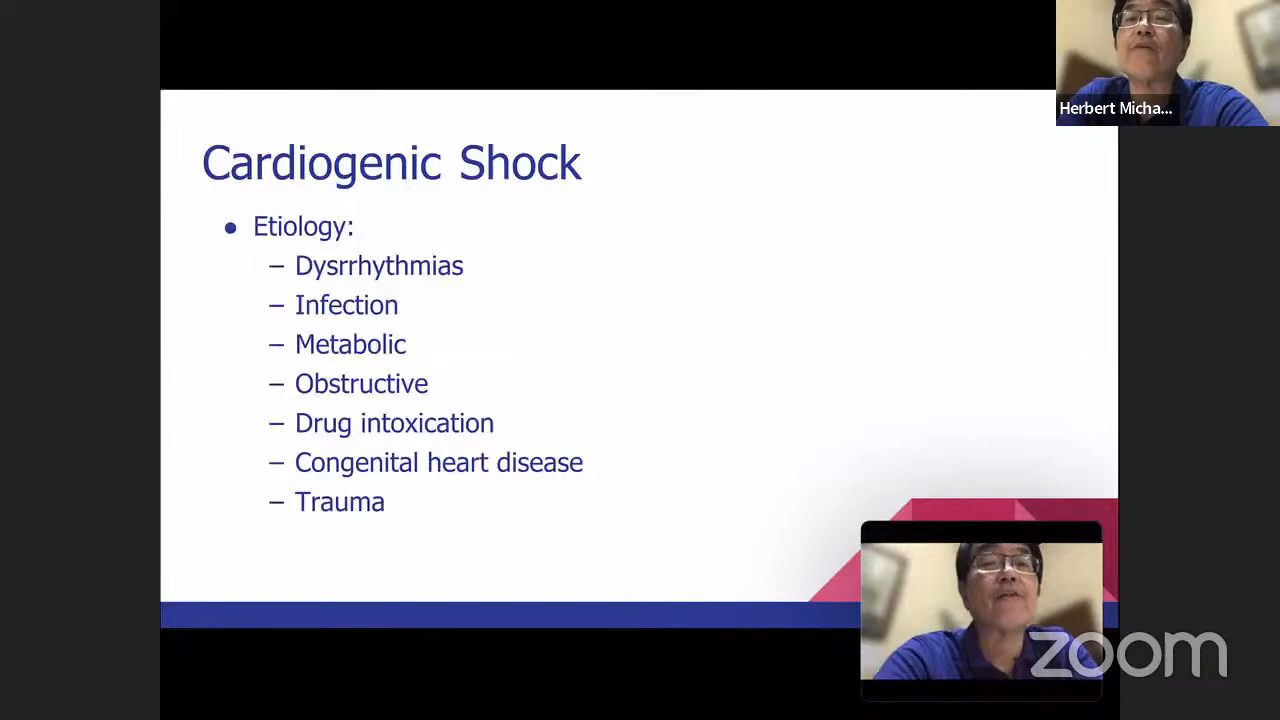 Herbert Micha...
Cardiogenic Shock
● Etiology:
– Dysrrhythmias
– Infection
– Metabolic
– Obstructive
– Drug intoxication
– Congenital heart disease
– Trauma
zoom